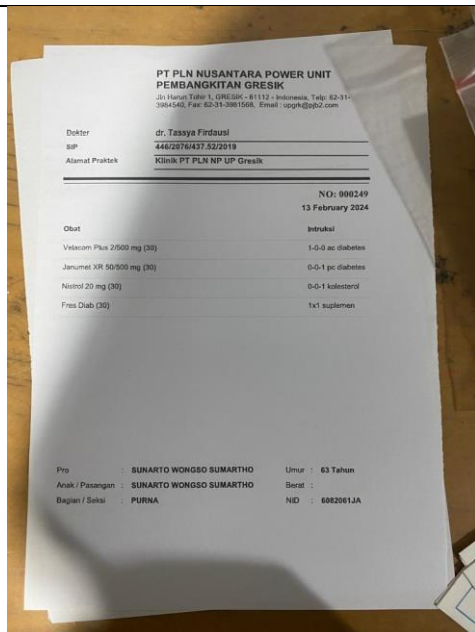 PT PLN NUSANTARA POWER UNIT
PEMBANGKITAN GRESIK
Jln Harun Tohir 1, GRESIK - 61112 - Indonesia, Telp: 62-31-
3984540, Fax: 62-31-3981568, Email : upgrk@pjb2.com
Dokter dr. Tassya Firdausi
SIP 446/2076/437.52/2019
Alamat Praktek Klinik PT PLN NP UP Gresik
NO: 000249
13 February 2024
Obat Intruksi
Velacom Plus 2/500 mg (30) 1-0-0 ac diabetes
Janumet XR 50/500 mg (30) 0-0-1 pc diabetes
Nistrol 20 mg (30) 0-0-1 kolesterol
Fres Diab (30) 1x1 suplemen
Pro : SUNARTO WONGSO SUMARTHO Umur : 63 Tahun
Anak / Pasangan : SUNARTO WONGSO SUMARTHO Berat :
Bagian / Seksi : PURNA NID : 6082061JA